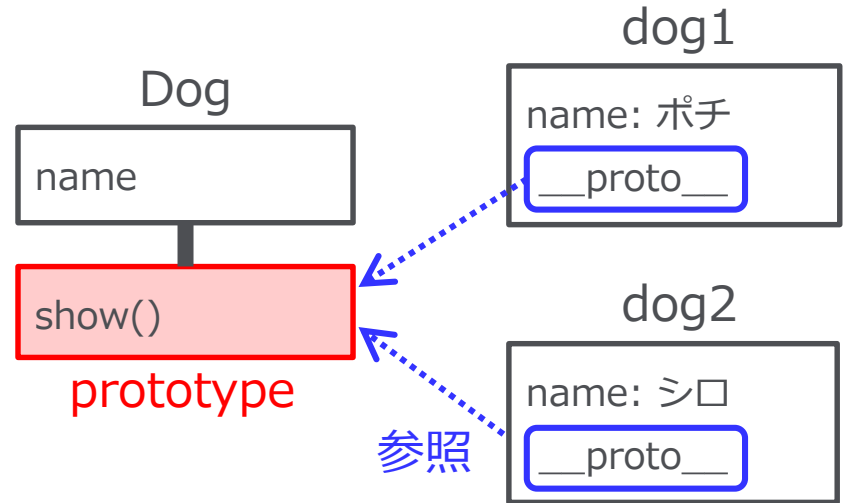 Dog
name
show()
prototype
dog1
name: ポチ
__proto__
参照
dog2
name: シロ
__proto__